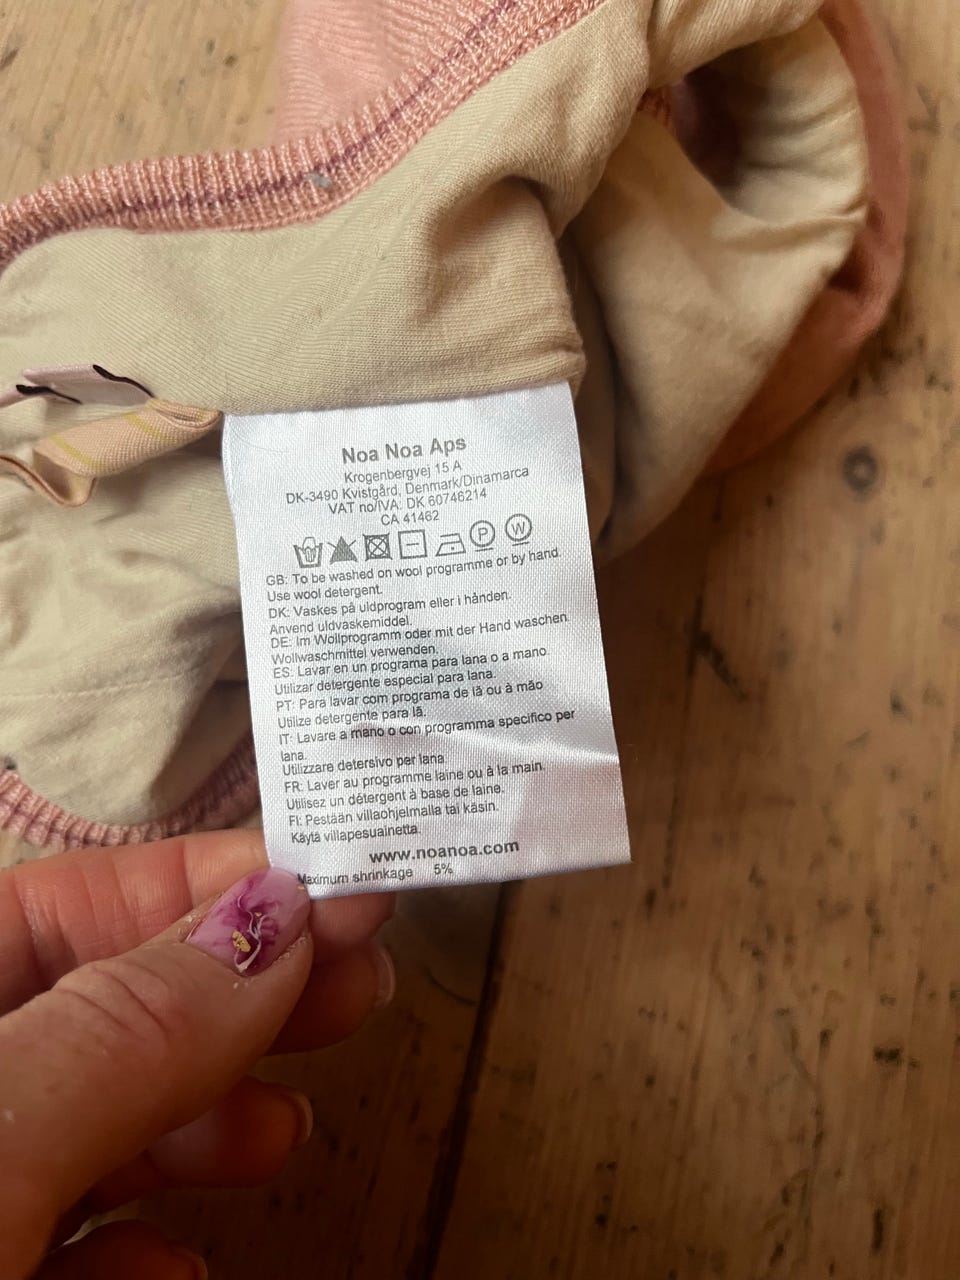 Noa Noa Aps
Krogenbergvej 15 A
DK-3490 Kvistgård, Denmark/Dinamarca
VAT no/IVA: DK 60746214
CA 41462
P W
GB: To be washed on wool programme or by hand.
Use wool detergent.
DK: Vaskes på uldprogram eller i hånden.
Anvend uldvaskemiddel.
DE: Im Wollprogramm oder mit der Hand waschen.
Wollwaschmittel verwenden.
ES: Lavar en un programa para lana o a mano.
Utilizar detergente especial para lana.
PT: Para lavar com programa de lã ou à mão
Utilize detergente para lã.
IT: Lavare a mano o con programma specifico per
lana.
Utilizzare detersivo per lana
FR: Laver au programme laine ou à la main.
Utilisez un détergent à base de laine.
FI: Pestään villaohjelmalla tai käsin.
Käytä villapesuainetta.
www.noanoa.com
Maximum shrinkage 5%